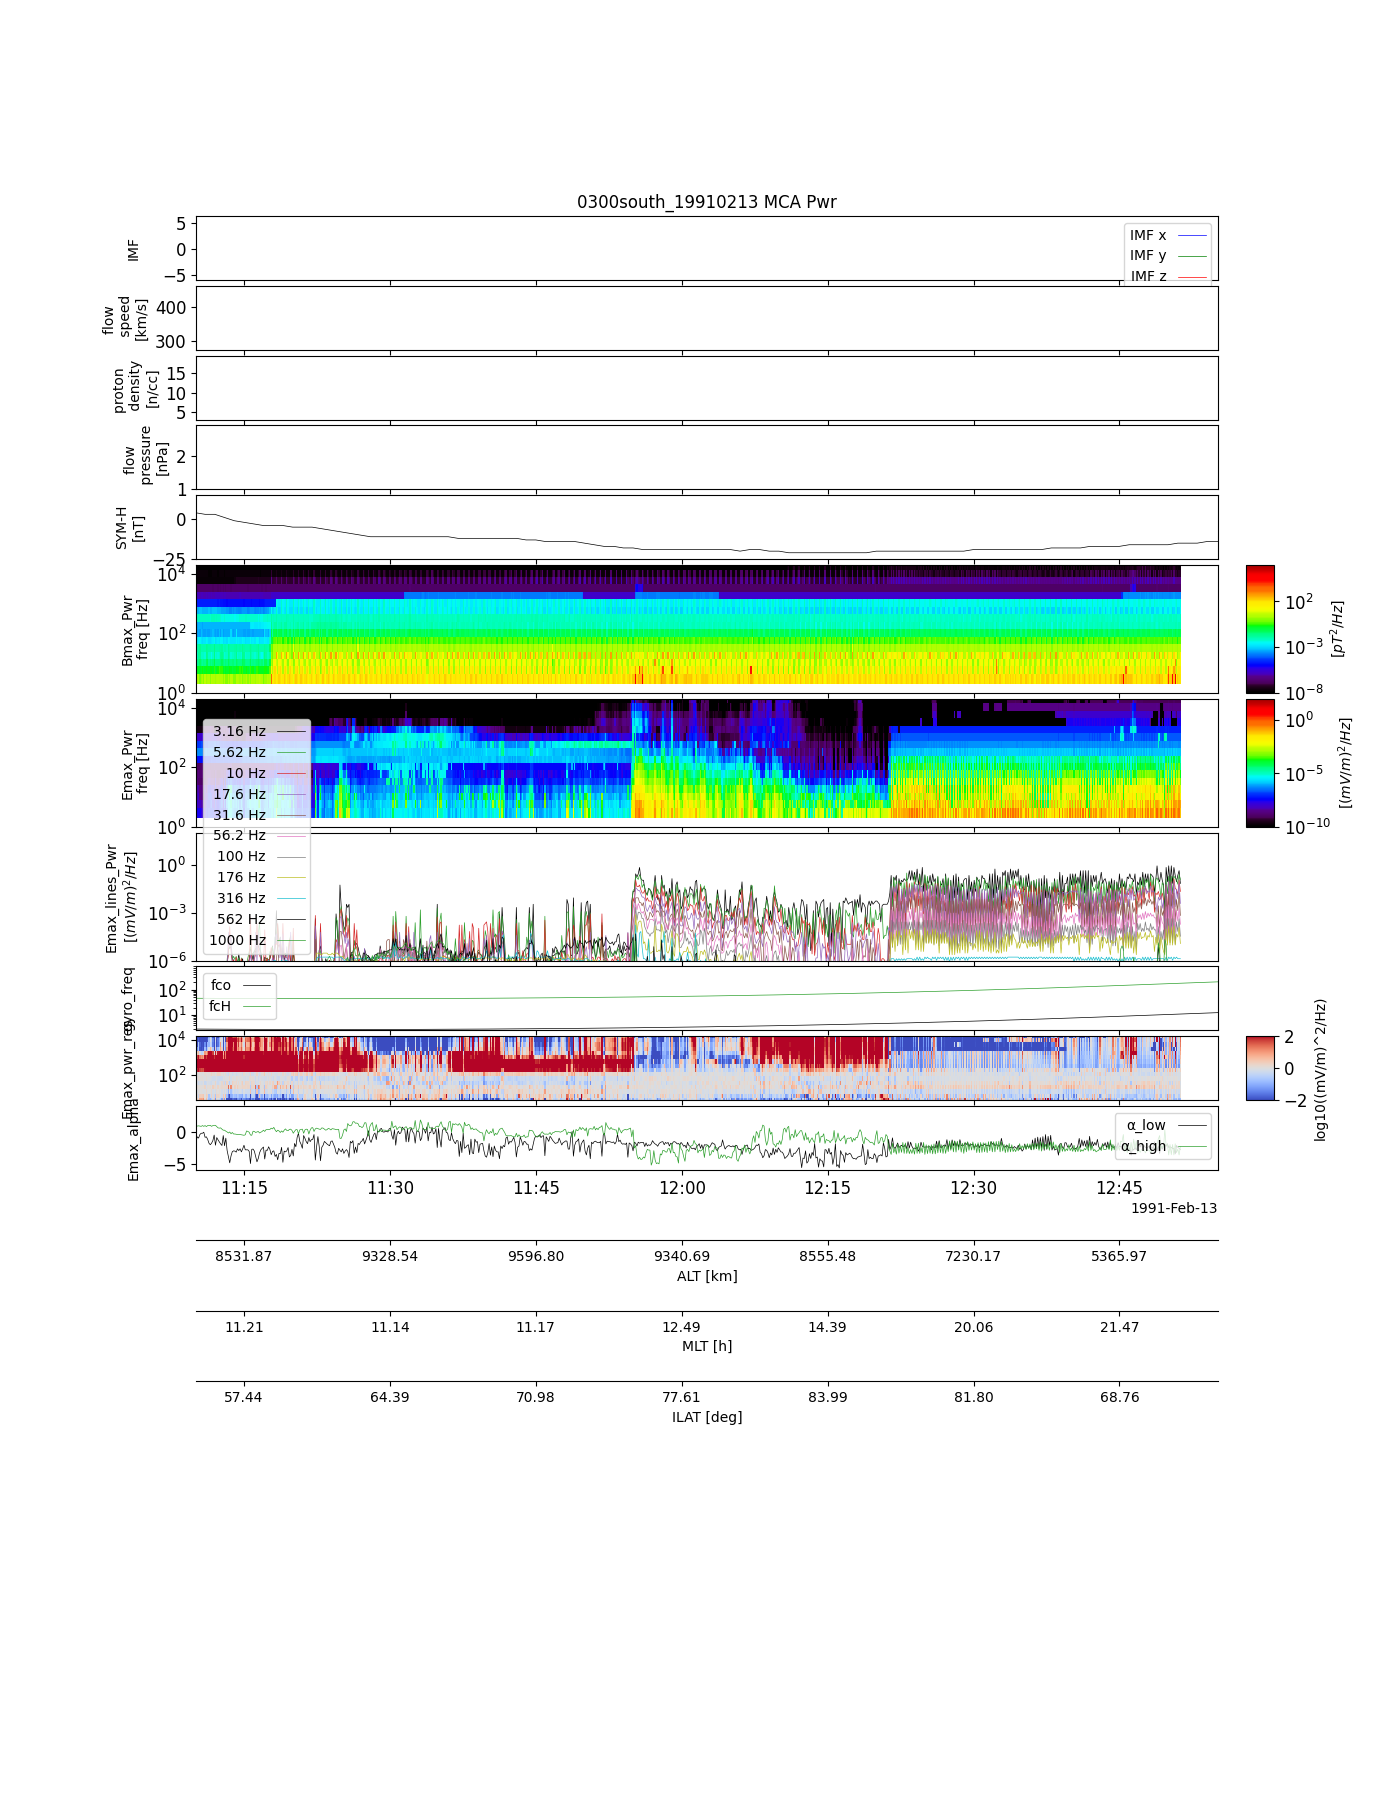 0300south_19910213 MCA Pwr
IMF
5
0
−5
IMF x
IMF y
IMF z
flow
speed
[km/s]
400
300
proton
density
[n/cc]
15
10
5
flow
pressure
[nPa]
2
1
SYM-H
[nT]
0
−25
Bmax_Pwr
freq [Hz]
10^4
10^2
10^0
10^2
10^−3
10^−8
[pT^2/Hz]
Emax_Pwr
freq [Hz]
10^4
10^2
10^0
10^0
10^−5
10^−10
[(mV/m)^2/Hz]
3.16 Hz
5.62 Hz
10 Hz
17.6 Hz
31.6 Hz
56.2 Hz
100 Hz
176 Hz
316 Hz
562 Hz
1000 Hz
Emax_lines_Pwr
[(mV/m)^2/Hz]
10^0
10^−3
10^−6
gyro_freq
10^2
10^1
fco
fcH
Emax_pwr_reg
10^4
10^2
2
0
−2
log10((mV/m)^2/Hz)
Emax_alpha
0
−5
α_low
α_high
11:15 11:30 11:45 12:00 12:15 12:30 12:45
1991-Feb-13
8531.87 9328.54 9596.80 9340.69 8555.48 7230.17 5365.97
ALT [km]
11.21 11.14 11.17 12.49 14.39 20.06 21.47
MLT [h]
57.44 64.39 70.98 77.61 83.99 81.80 68.76
ILAT [deg]